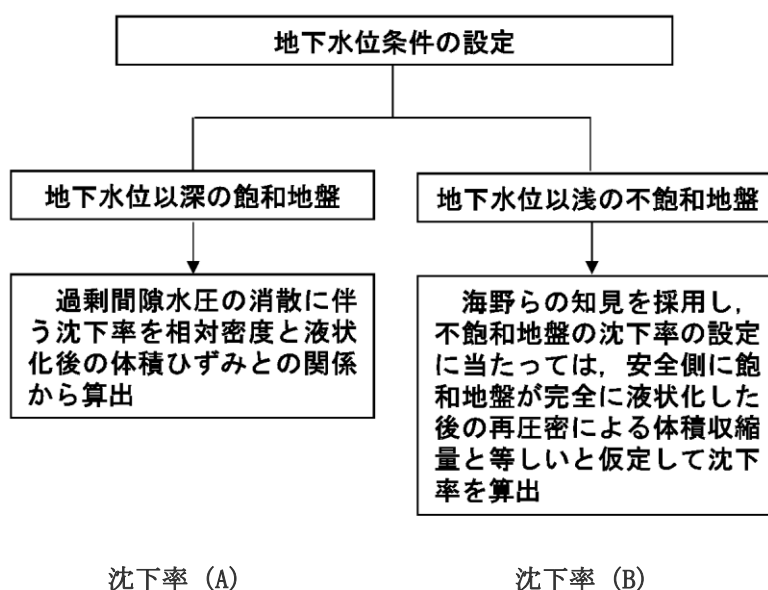 地下水位条件の設定
地下水位以深の飽和地盤
過剰間隙水圧の消散に伴
う沈下率を相対密度と液状
化後の体積ひずみとの関係
から算出
地下水位以浅の不飽和地盤
海野らの知見を採用し，
不飽和地盤の沈下率の設定
に当たっては，安全側に飽
和地盤が完全に液状化した
後の再圧密による体積収縮
量と等しいと仮定して沈下
率を算出
沈下率 (A)
沈下率 (B)